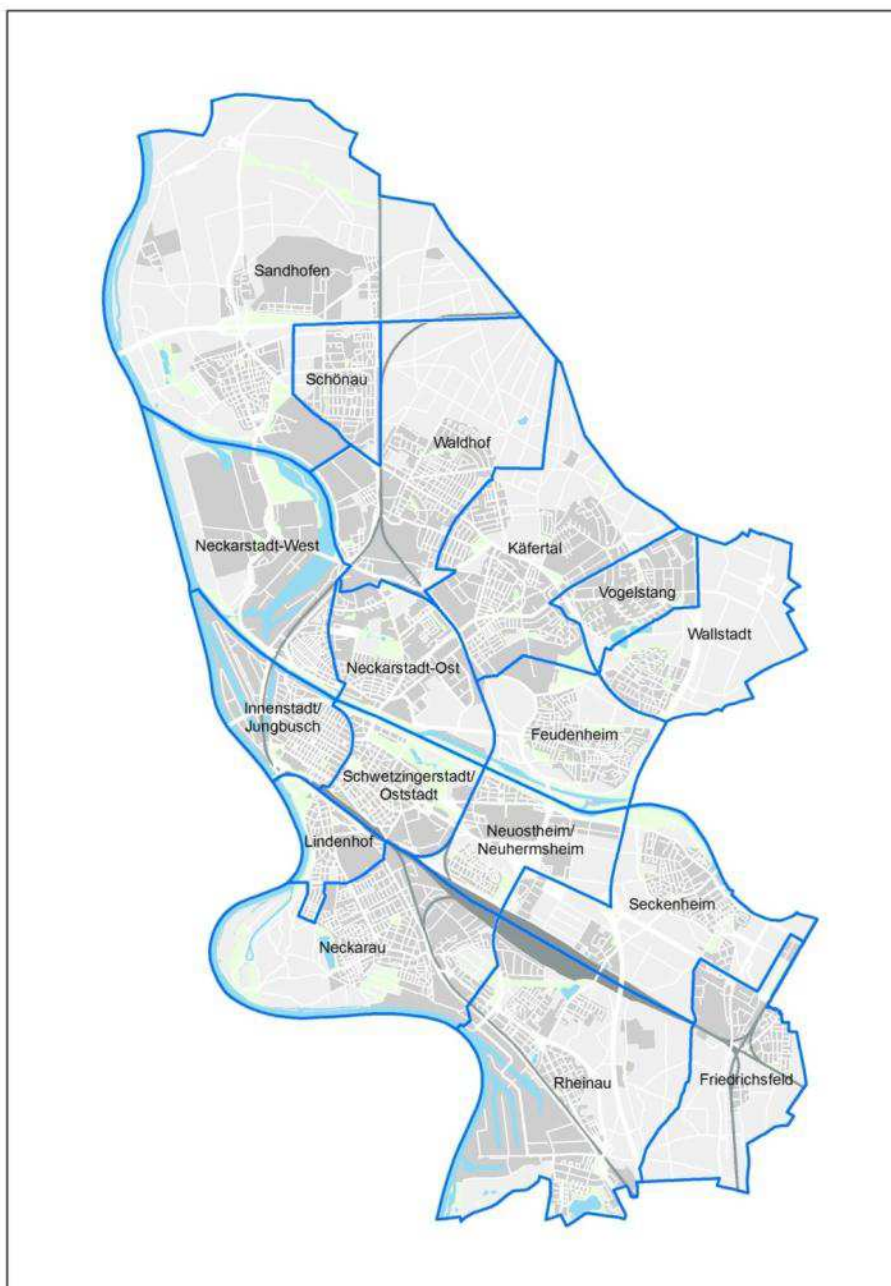 Sandhofen
Schönau
Waldhof
Neckarstadt-West
Käfertal
Vogelstang
Wallstadt
Neckarstadt-Ost
Innenstadt/
Jungbusch
Feudenheim
Schwetzingerstadt/
Oststadt
Lindenhof
Neuostheim/
Neuhermsheim
Seckenheim
Neckarau
Rheinau
Friedrichsfeld